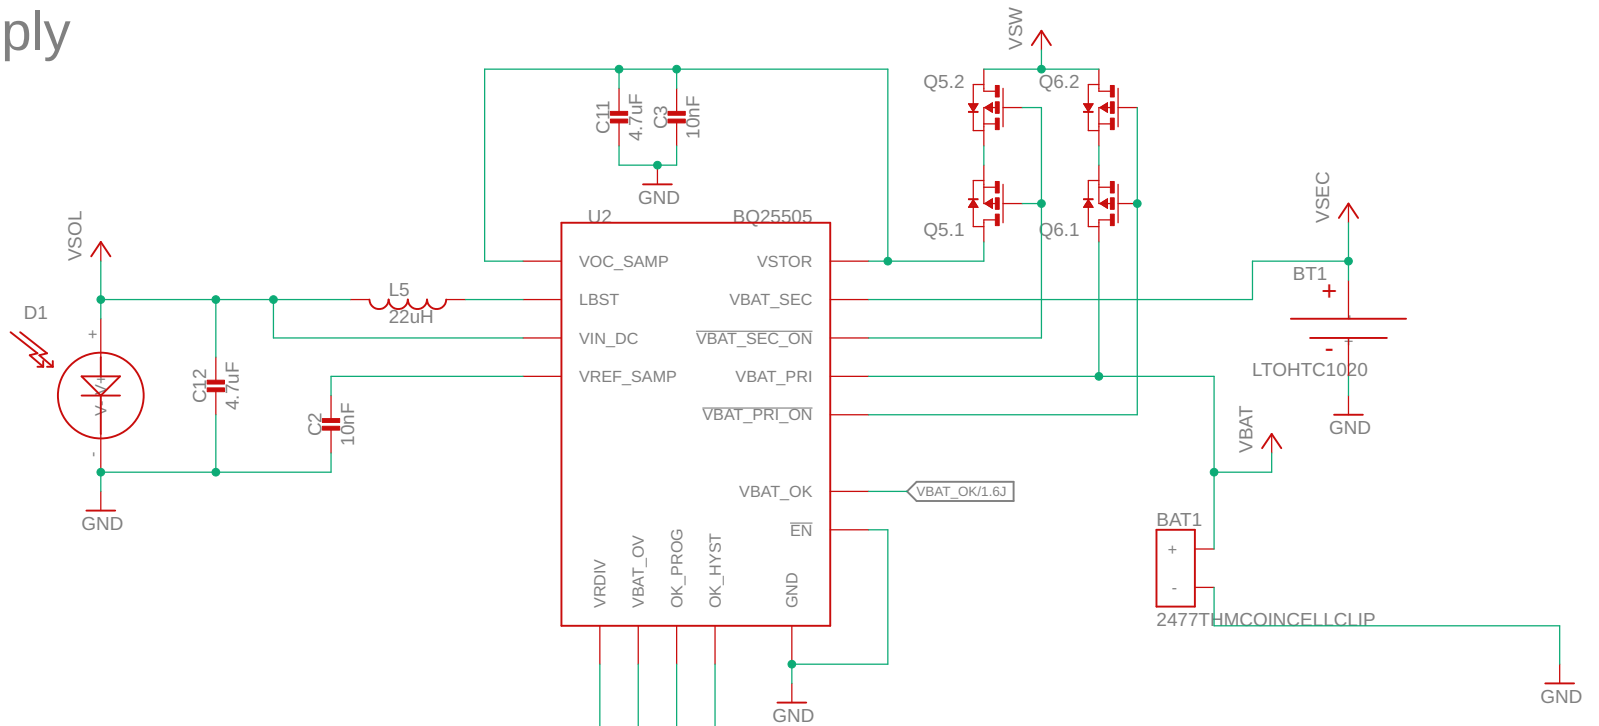 ply
VSW
Q5.2
Q6.2
C11
4.7uF
C3
10nF
GND
Q5.1
Q6.1
VSEC
VSOL
U2
BQ25505
VOC_SAMP
VSTOR
LBST
VBAT_SEC
VIN_DC
VBAT_SEC_ON
VREF_SAMP
VBAT_PRI
VBAT_PRI_ON
VBAT_OK
EN
VRDIV
VBAT_OV
OK_PROG
OK_HYST
GND
L5
22uH
D1
+
V+
V-
-
C12
4.7uF
C2
10nF
GND
BT1
+
-
LTOHTC1020
GND
VBAT
VBAT_OK/1.6J
BAT1
+
-
2477THMCOINCELLCLIP
GND
GND